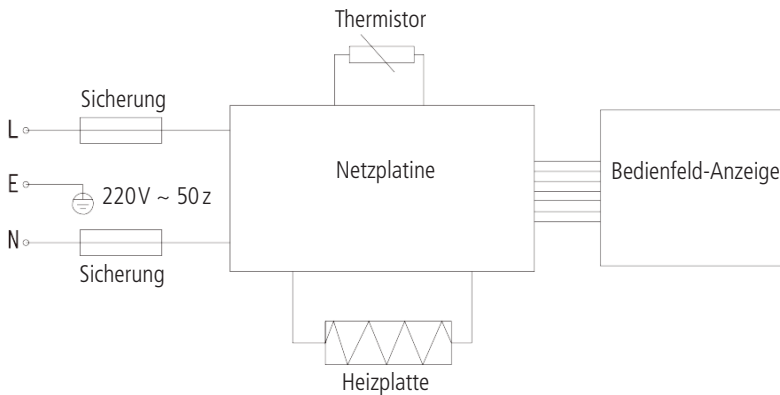 Thermistor
Sicherung
L
Netzplatine
Bedienfeld-Anzeige
E
220V ~ 50z
N
Sicherung
Heizplatte